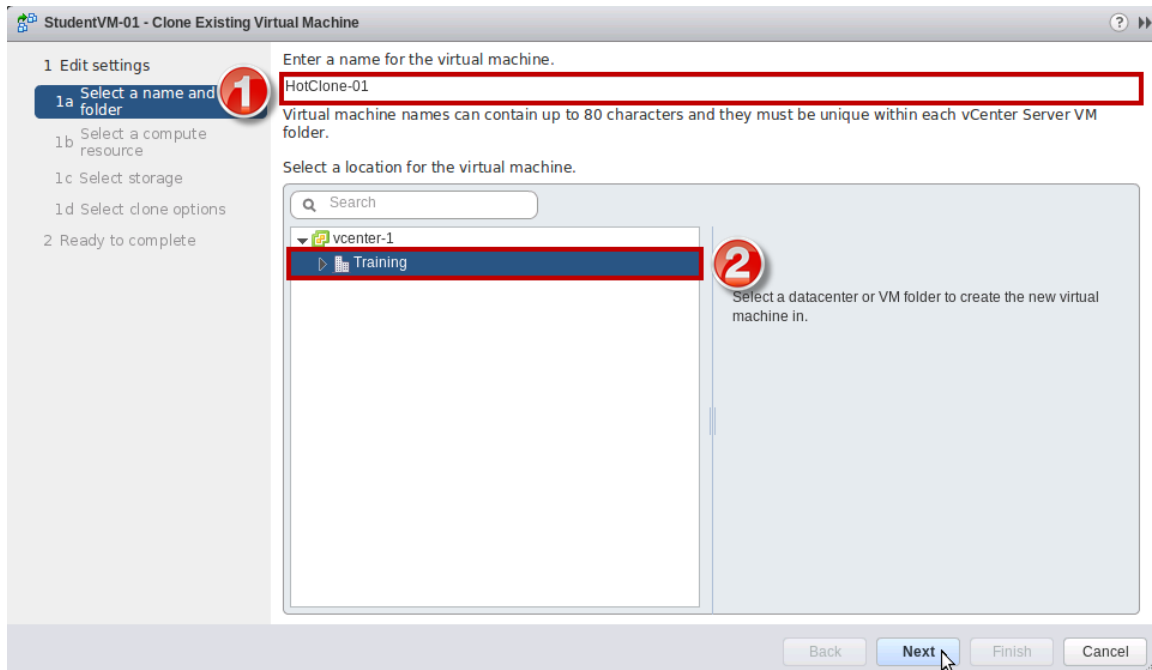 StudentVM-01 - Clone Existing Virtual Machine
?
1 Edit settings
1a Select a name and
folder
1b Select a compute
resource
1c Select storage
1d Select clone options
2 Ready to complete
1
Enter a name for the virtual machine.
HotClone-01
Virtual machine names can contain up to 80 characters and they must be unique within each vCenter Server VM
folder.
Select a location for the virtual machine.
Search
vcenter-1
Training
2
Select a datacenter or VM folder to create the new virtual
machine in.
Back
Next
Finish
Cancel